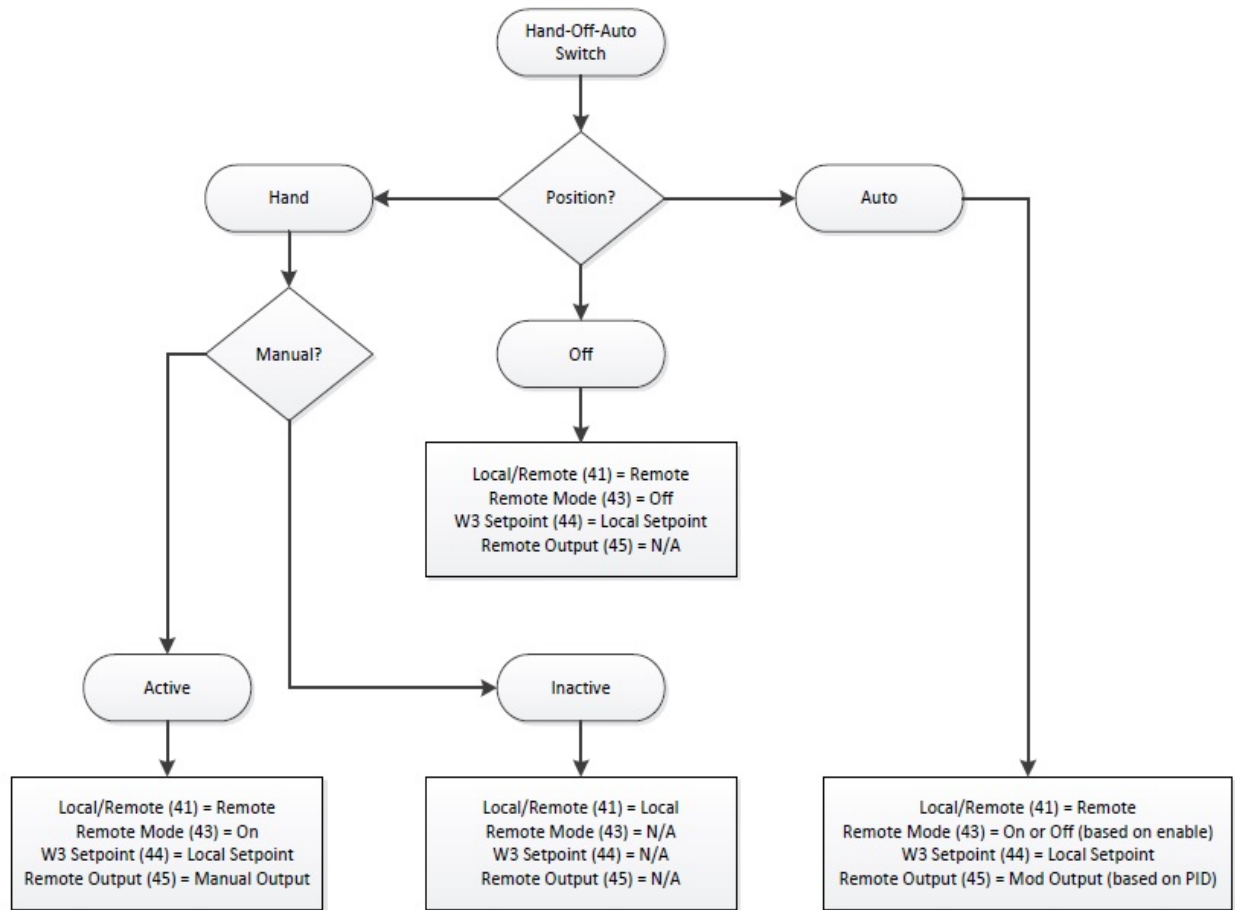 Hand-Off-Auto
Switch
Hand
Position?
Auto
Manual?
Off
Local/Remote (41) = Remote
Remote Mode (43) = Off
W3 Setpoint (44) = Local Setpoint
Remote Output (45) = N/A
Active
Inactive
Local/Remote (41) = Remote
Remote Mode (43) = On
W3 Setpoint (44) = Local Setpoint
Remote Output (45) = Manual Output
Local/Remote (41) = Local
Remote Mode (43) = N/A
W3 Setpoint (44) = N/A
Remote Output (45) = N/A
Local/Remote (41) = Remote
Remote Mode (43) = On or Off (based on enable)
W3 Setpoint (44) = Local Setpoint
Remote Output (45) = Mod Output (based on PID)